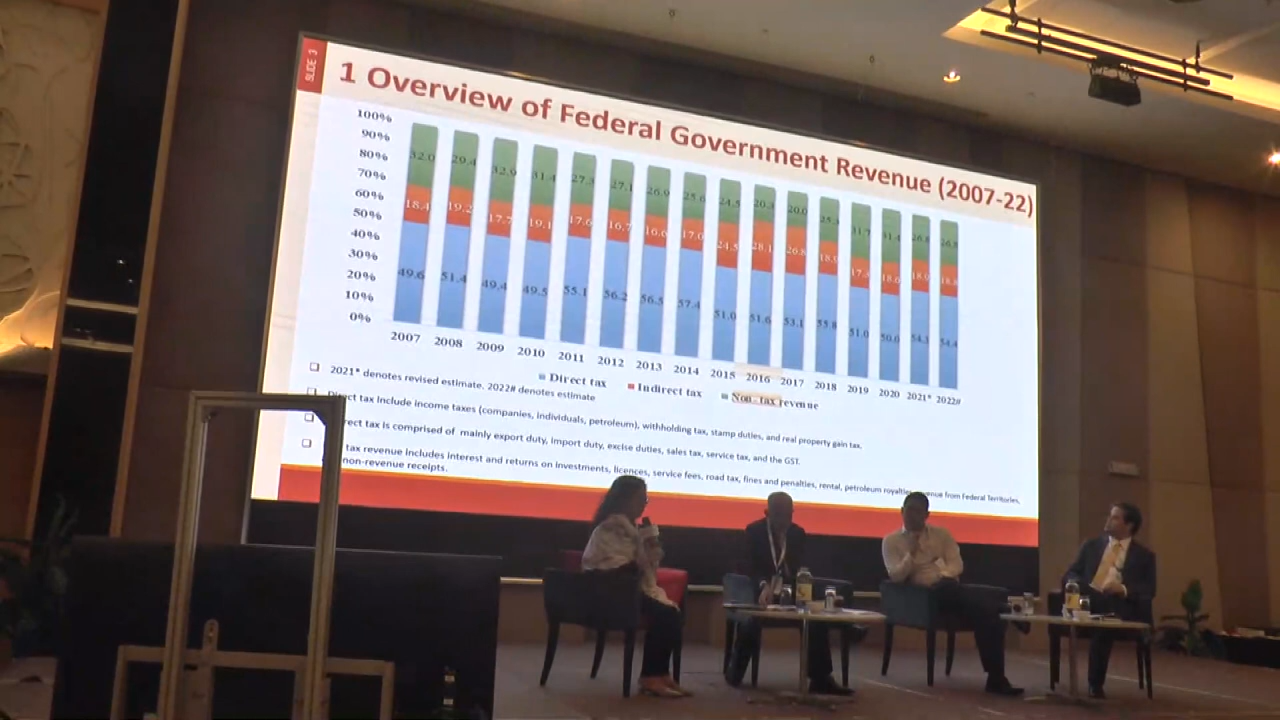 SLIDE 3
1 Overview of Federal Government Revenue (2007-22)
100%
90%
80%
70%
60%
50%
40%
30%
20%
10%
0%
32.0 29.4 32.9 31.4 27.3 27.1 26.9 25.6 24.5 20.3 20.0 25.3 31.7 31.4 26.8 26.8
18.4 19.2 17.7 19.1 17.6 16.7 16.6 17.0 24.5 28.1 26.8 18.9 17.3 18.6 18.9 18.8
49.6 51.4 49.4 49.5 55.1 56.2 56.5 57.4 51.0 51.6 53.1 55.8 51.0 50.0 54.3 54.4
2007 2008 2009 2010 2011 2012 2013 2014 2015 2016 2017 2018 2019 2020 2021* 2022#
Direct tax Indirect tax Non-tax revenue
2021* denotes revised estimate. 2022# denotes estimate
Direct tax include income taxes (companies, individuals, petroleum), withholding tax, stamp duties, and real property gain tax.
rect tax is comprised of mainly export duty, import duty, excise duties, sales tax, service tax, and the GST.
tax revenue includes interest and returns on investments, licences, service fees, road tax, fines and penalties, rental, petroleum royalties, revenue from Federal Territories,
non-revenue receipts.